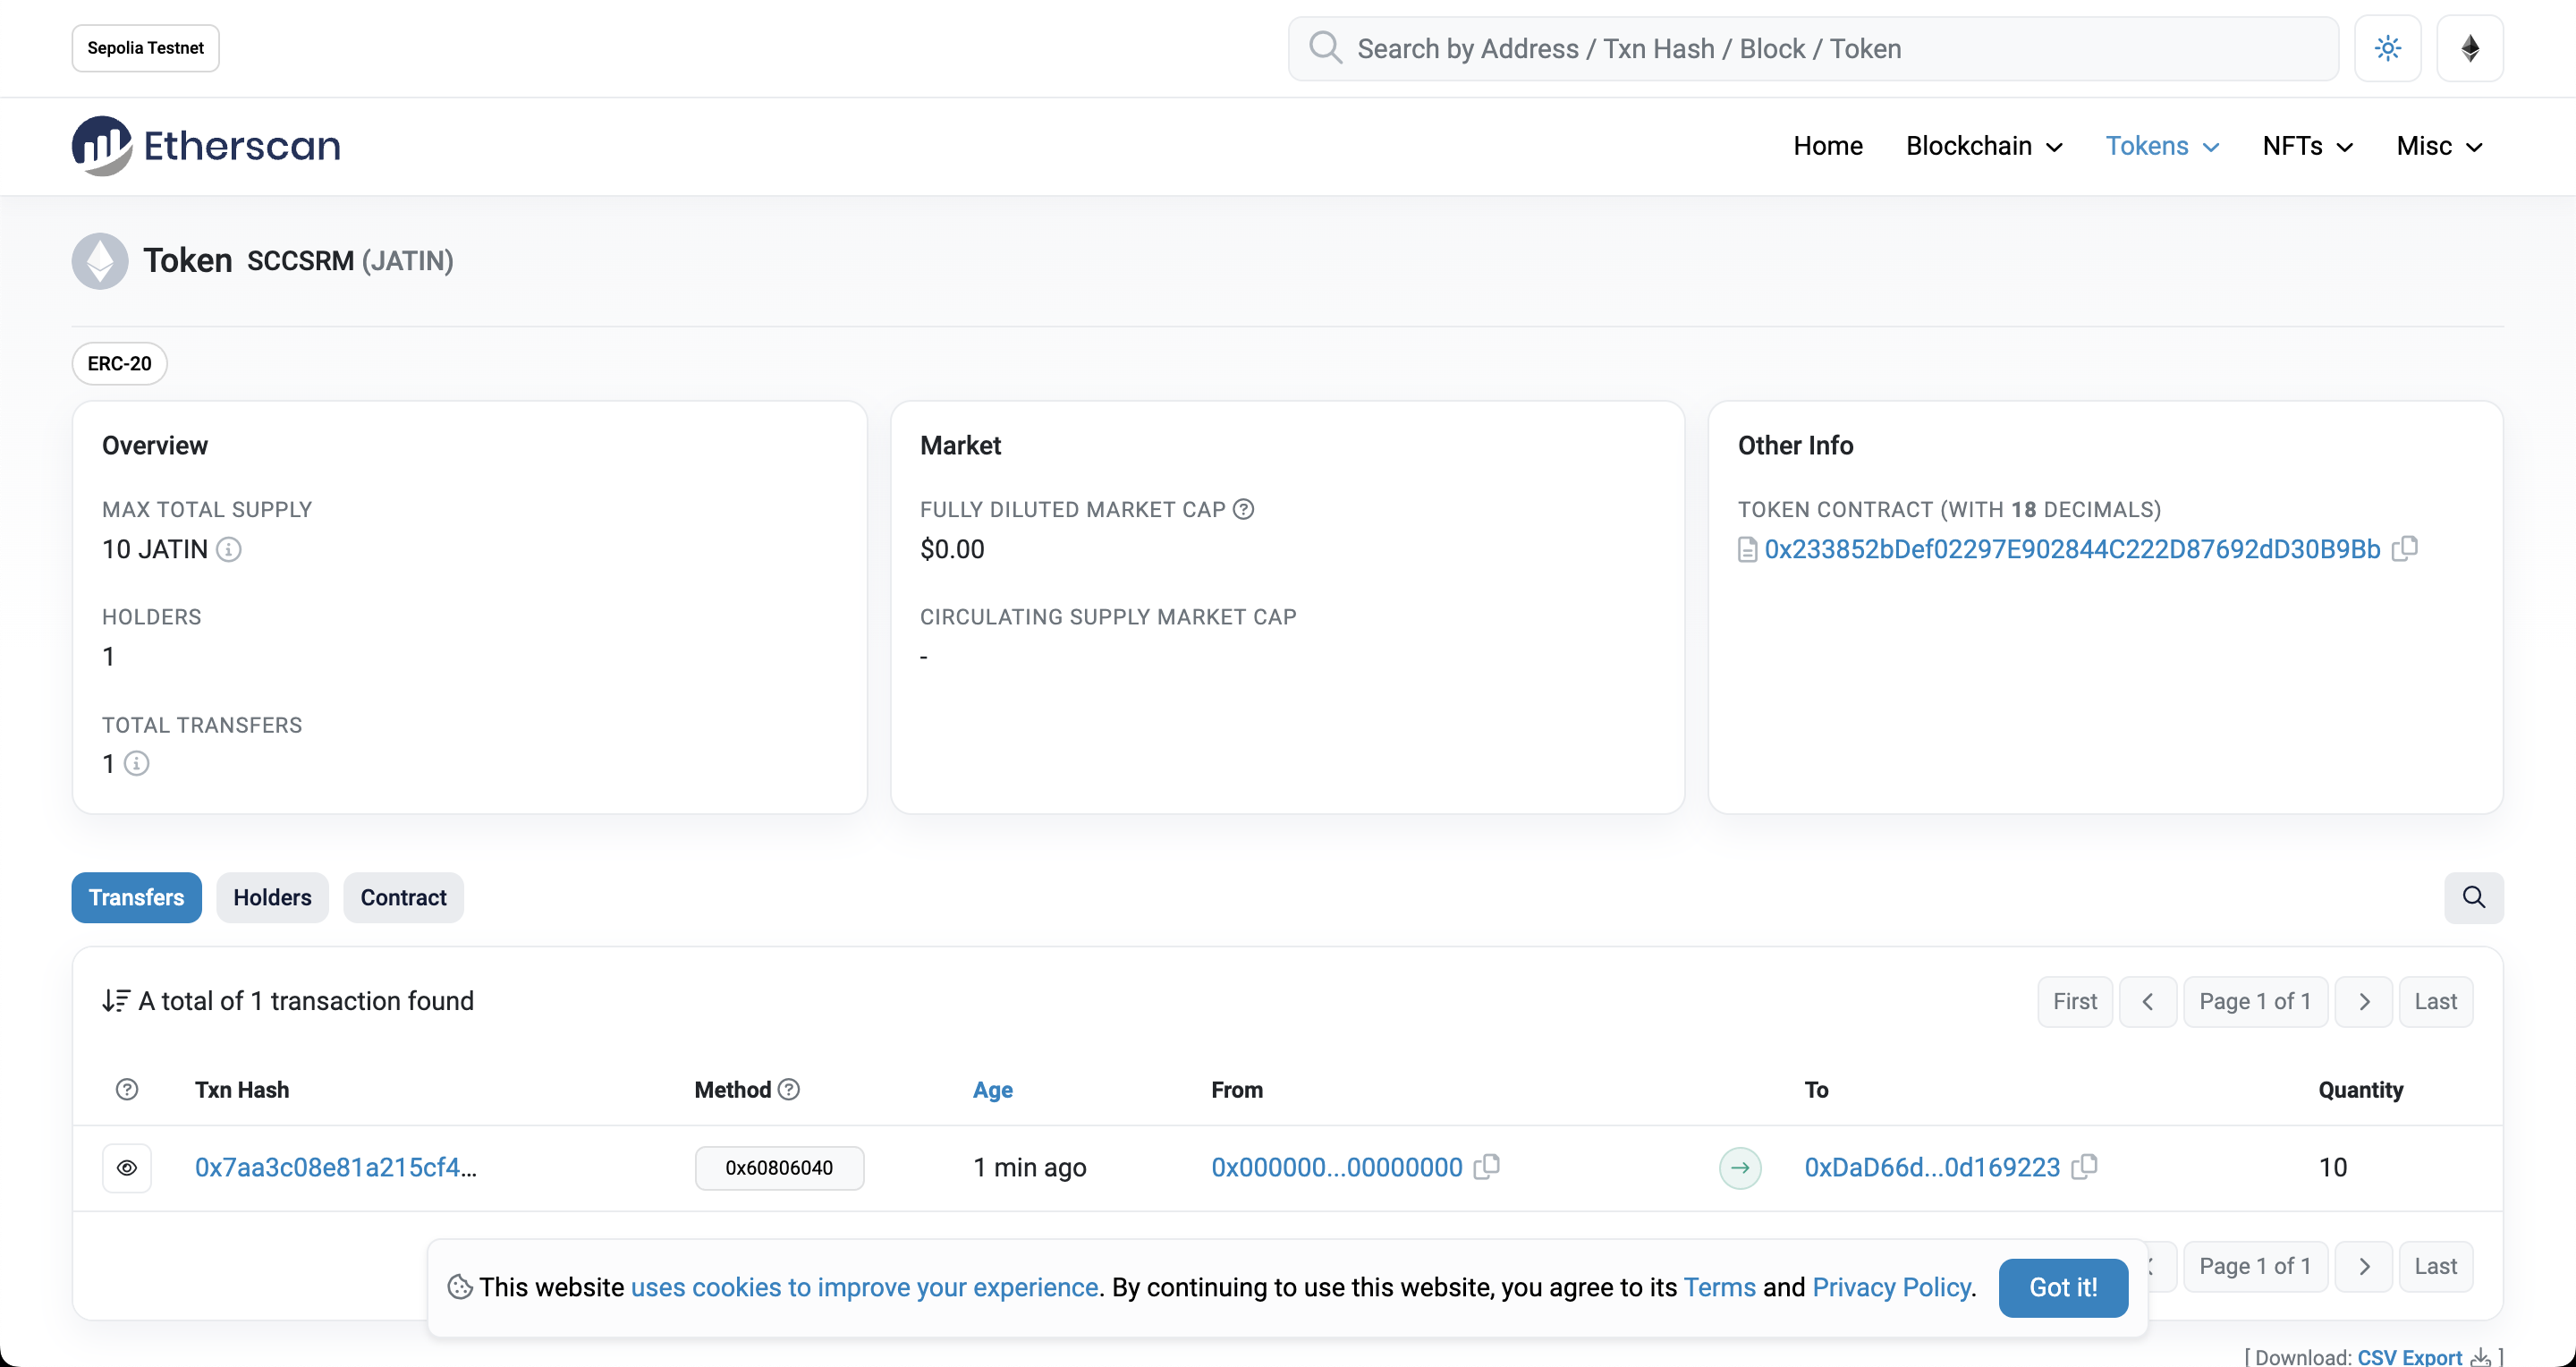 Sepolia Testnet
Search by Address / Txn Hash / Block / Token
Etherscan
Home Blockchain Tokens NFTs Misc
Token SCCSRM (JATIN)
ERC-20
Overview
MAX TOTAL SUPPLY
10 JATIN
HOLDERS
1
TOTAL TRANSFERS
1
Market
FULLY DILUTED MARKET CAP
$0.00
CIRCULATING SUPPLY MARKET CAP
-
Other Info
TOKEN CONTRACT (WITH 18 DECIMALS)
0x233852bDef02297E902844C222D87692dD30B9Bb
Transfers Holders Contract
A total of 1 transaction found
First Page 1 of 1 Last
Txn Hash Method Age From To Quantity
0x7aa3c08e81a215cf4... 0x60806040 1 min ago 0x000000...00000000 0xDaD66d...0d169223 10
Page 1 of 1 Last
This website uses cookies to improve your experience. By continuing to use this website, you agree to its Terms and Privacy Policy. Got it!
[ Download: CSV Export ]